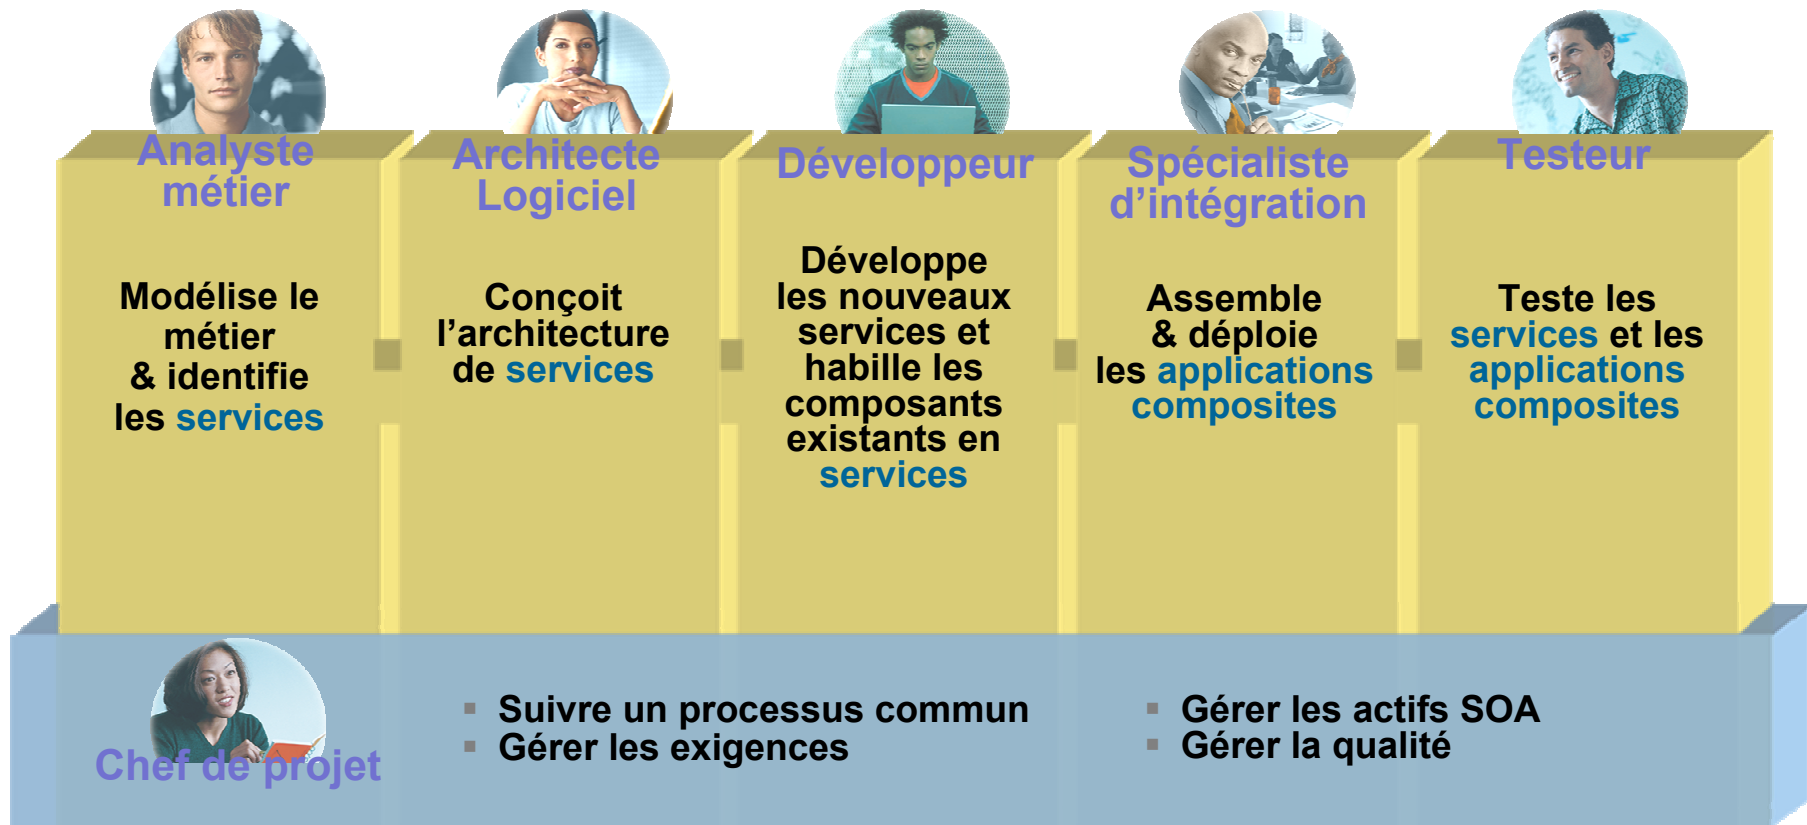 Analyste
métier
Modélise le
métier
& identifie
les services
Architecte
Logiciel
Conçoit
l’architecture
de services
Développeur
Développe
les nouveaux
services et
habille les
composants
existants en
services
Spécialiste
d’intégration
Assemble
& déploie
les applications
composites
Testeur
Teste les
services et les
applications
composites
Chef de projet
▪ Suivre un processus commun
▪ Gérer les exigences
▪ Gérer les actifs SOA
▪ Gérer la qualité